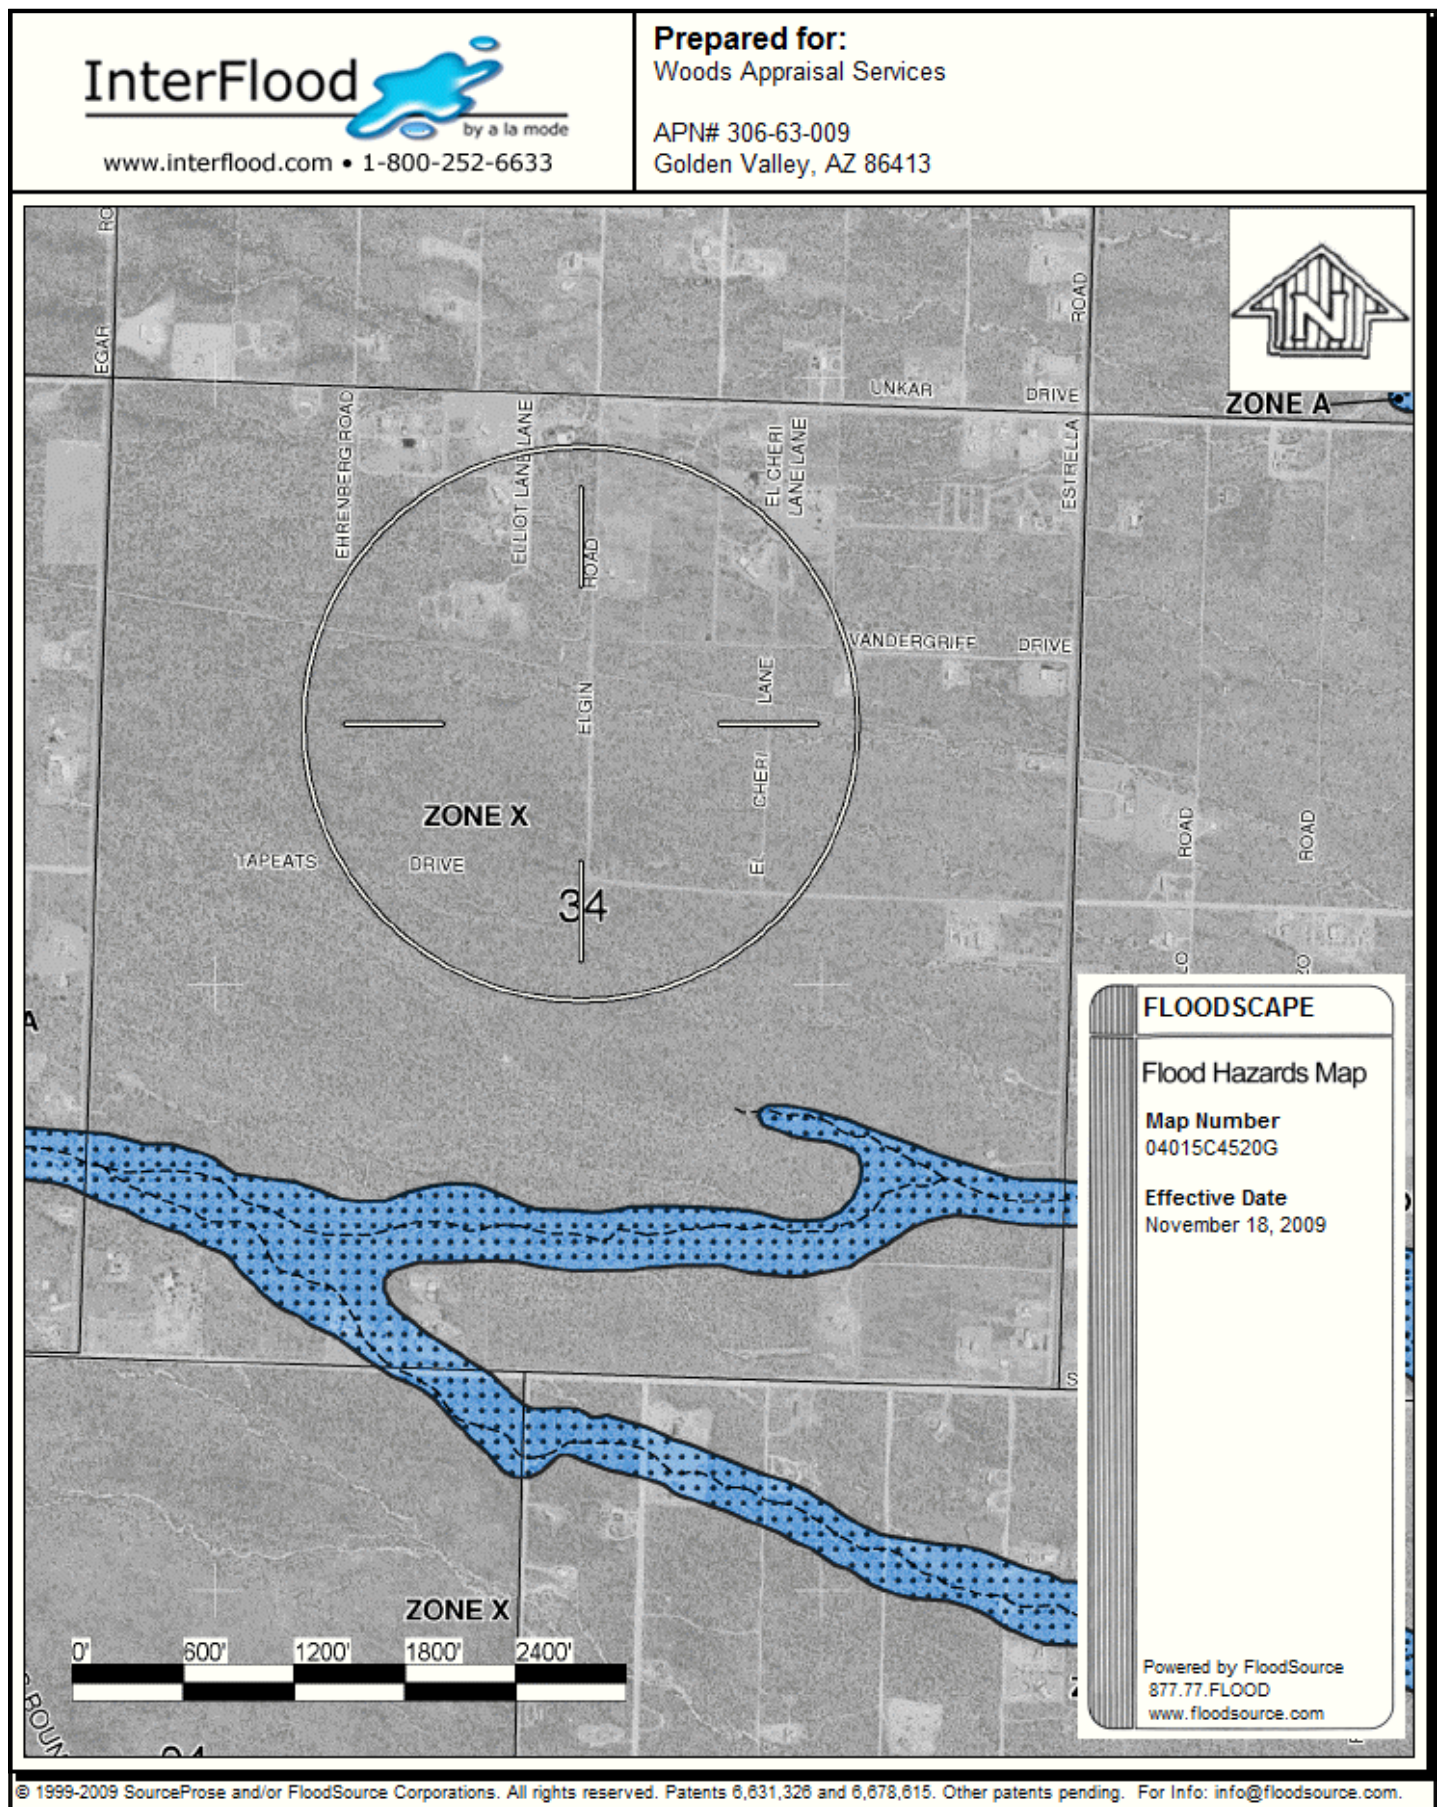 InterFlood
by a la mode
www.interflood.com • 1-800-252-6633
Prepared for:
Woods Appraisal Services
APN# 306-63-009
Golden Valley, AZ 86413
RO
EGAR
ROAD
N
UNKAR DRIVE
ZONE A
EHRENBERG ROAD
ELLIOT LANE LANE
EL CHERI
LANE LANE
ESTRELLA
ROAD
VANDERGRIFF DRIVE
ELGIN
LANE
CHERI
EL
ZONE X
TAPEATS DRIVE
ROAD
ROAD
34
LO
ZO
A
S
ZONE X
0' 600' 1200' 1800' 2400'
FLOODSCAPE
Flood Hazards Map
Map Number
04015C4520G
Effective Date
November 18, 2009
Powered by FloodSource
877.77.FLOOD
www.floodsource.com
© 1999-2009 SourceProse and/or FloodSource Corporations. All rights reserved. Patents 6,631,326 and 6,678,615. Other patents pending. For Info: info@floodsource.com.